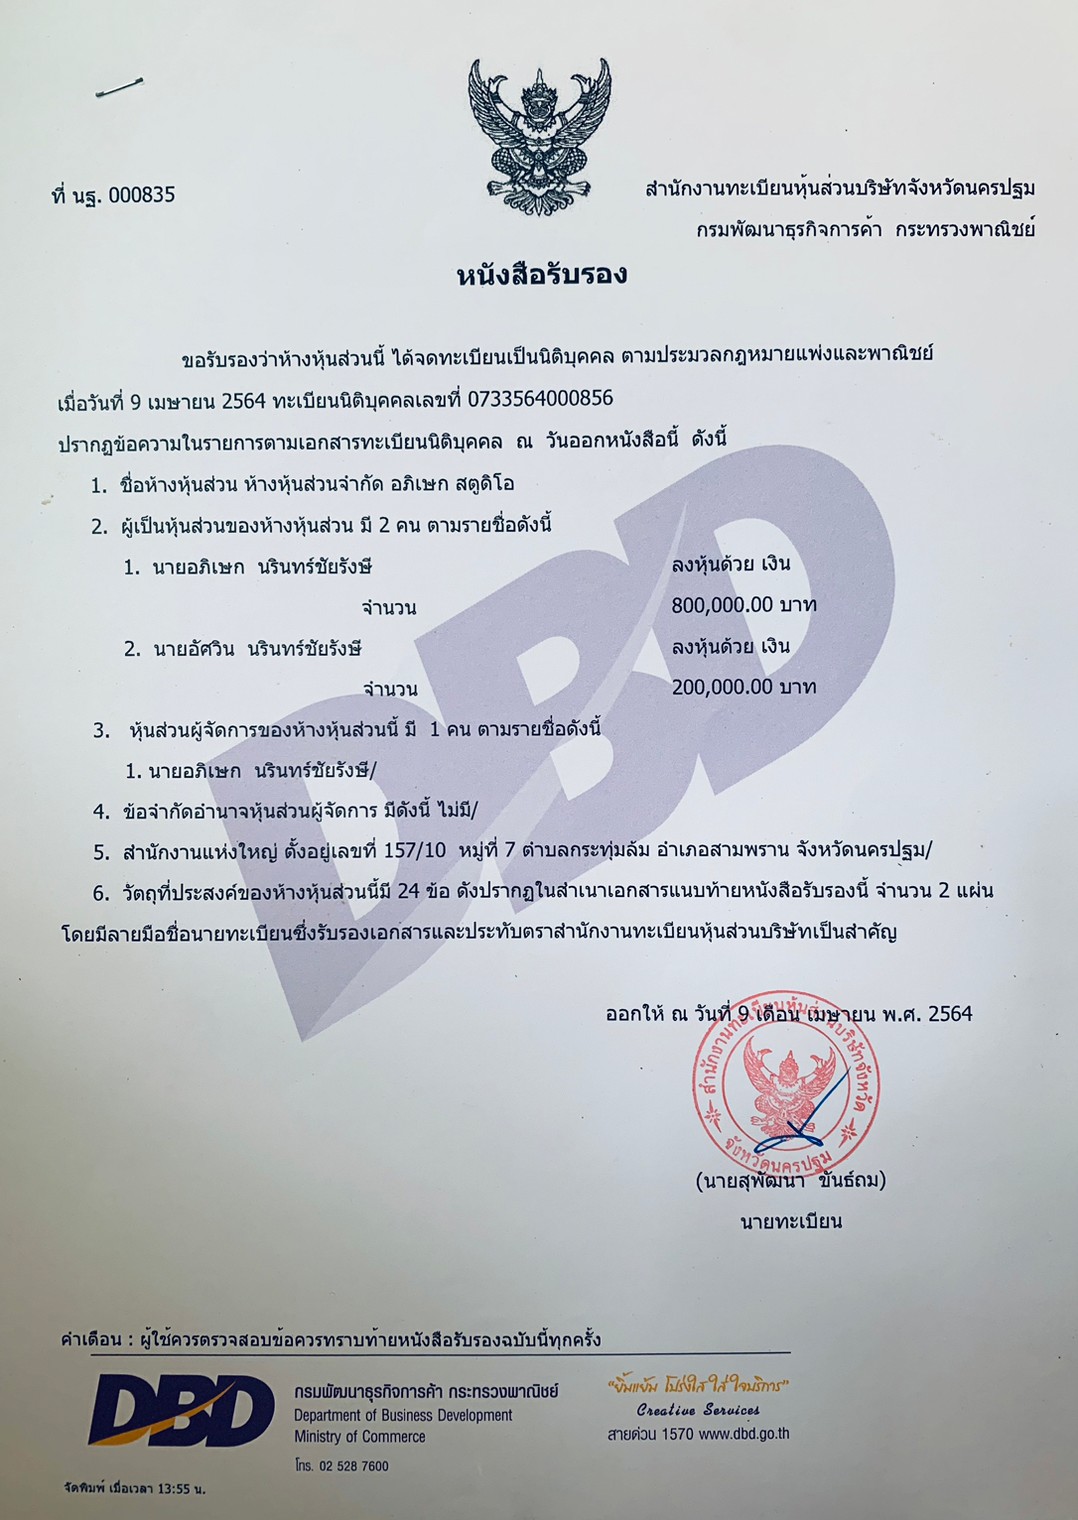 ที่ นฐ. 000835
สำนักงานทะเบียนหุ้นส่วนบริษัทจังหวัดนครปฐม
กรมพัฒนาธุรกิจการค้า กระทรวงพาณิชย์
หนังสือรับรอง
ขอรับรองว่าห้างหุ้นส่วนนี้ ได้จดทะเบียนเป็นนิติบุคคล ตามประมวลกฎหมายแพ่งและพาณิชย์
เมื่อวันที่ 9 เมษายน 2564 ทะเบียนนิติบุคคลเลขที่ 0733564000856
ปรากฏข้อความในรายการตามเอกสารทะเบียนนิติบุคคล ณ วันออกหนังสือนี้ ดังนี้
1. ชื่อห้างหุ้นส่วน ห้างหุ้นส่วนจำกัด อภิเษก สตูดิโอ
2. ผู้เป็นหุ้นส่วนของห้างหุ้นส่วน มี 2 คน ตามรายชื่อดังนี้
1. นายอภิเษก นรินทร์ชัยรังษี ลงหุ้นด้วย เงิน
จำนวน 800,000.00 บาท
2. นายอัศวิน นรินทร์ชัยรังษี ลงหุ้นด้วย เงิน
จำนวน 200,000.00 บาท
3. หุ้นส่วนผู้จัดการของห้างหุ้นส่วนนี้ มี 1 คน ตามรายชื่อดังนี้
1. นายอภิเษก นรินทร์ชัยรังษี/
4. ข้อจำกัดอำนาจหุ้นส่วนผู้จัดการ มีดังนี้ ไม่มี/
5. สำนักงานแห่งใหญ่ ตั้งอยู่เลขที่ 157/10 หมู่ที่ 7 ตำบลกระทุ่มล้ม อำเภอสามพราน จังหวัดนครปฐม/
6. วัตถุที่ประสงค์ของห้างหุ้นส่วนนี้มี 24 ข้อ ดังปรากฏในสำเนาเอกสารแนบท้ายหนังสือรับรองนี้ จำนวน 2 แผ่น
โดยมีลายมือชื่อนายทะเบียนซึ่งรับรองเอกสารและประทับตราสำนักงานทะเบียนหุ้นส่วนบริษัทเป็นสำคัญ
DBD
ออกให้ ณ วันที่ 9 เดือน เมษายน พ.ศ. 2564
สำนักงานทะเบียนหุ้นส่วนบริษัทจังหวัด
จังหวัดนครปฐม
(นายสุพัฒนา ขันธ์ถม)
นายทะเบียน
คำเตือน : ผู้ใช้ควรตรวจสอบข้อควรทราบท้ายหนังสือรับรองฉบับนี้ทุกครั้ง
DBD
กรมพัฒนาธุรกิจการค้า กระทรวงพาณิชย์
Department of Business Development
Ministry of Commerce
โทร. 02 528 7600
"ยิ้มแย้ม โปร่งใส ใส่ใจบริการ"
Creative Services
สายด่วน 1570 www.dbd.go.th
จัดพิมพ์ เมื่อเวลา 13:55 น.